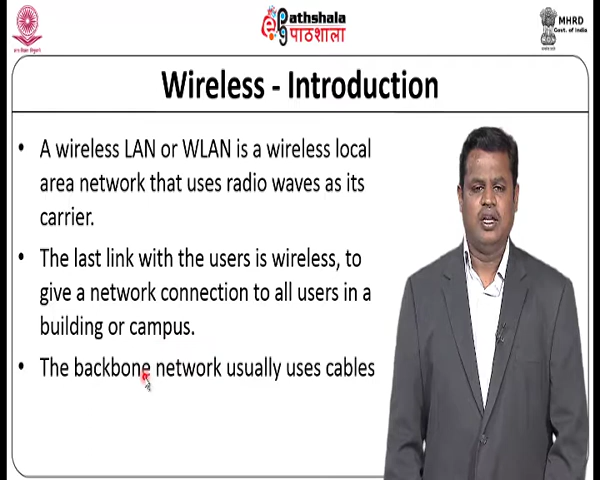 ePathshala
पाठशाला
MHRD
Govt. of India
Wireless - Introduction
• A wireless LAN or WLAN is a wireless local
area network that uses radio waves as its
carrier.
• The last link with the users is wireless, to
give a network connection to all users in a
building or campus.
• The backbone network usually uses cables